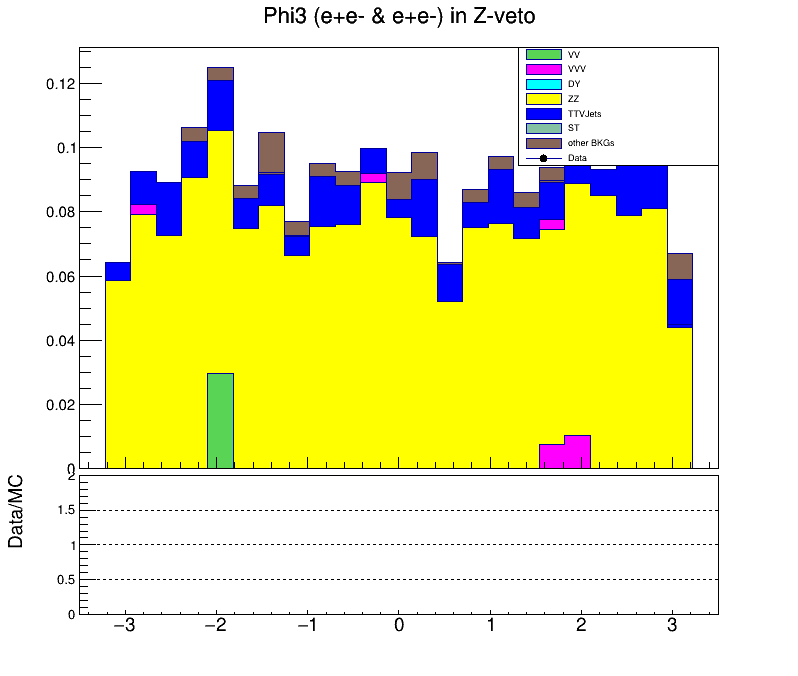 Phi3 (e+e- & e+e-) in Z-veto
VV
VVV
DY
ZZ
TTVJets
ST
other BKGs
Data
0.12
0.1
0.08
0.06
0.04
0.02
0
Data/MC
2
1.5
1
0.5
0
−3 −2 −1 0 1 2 3